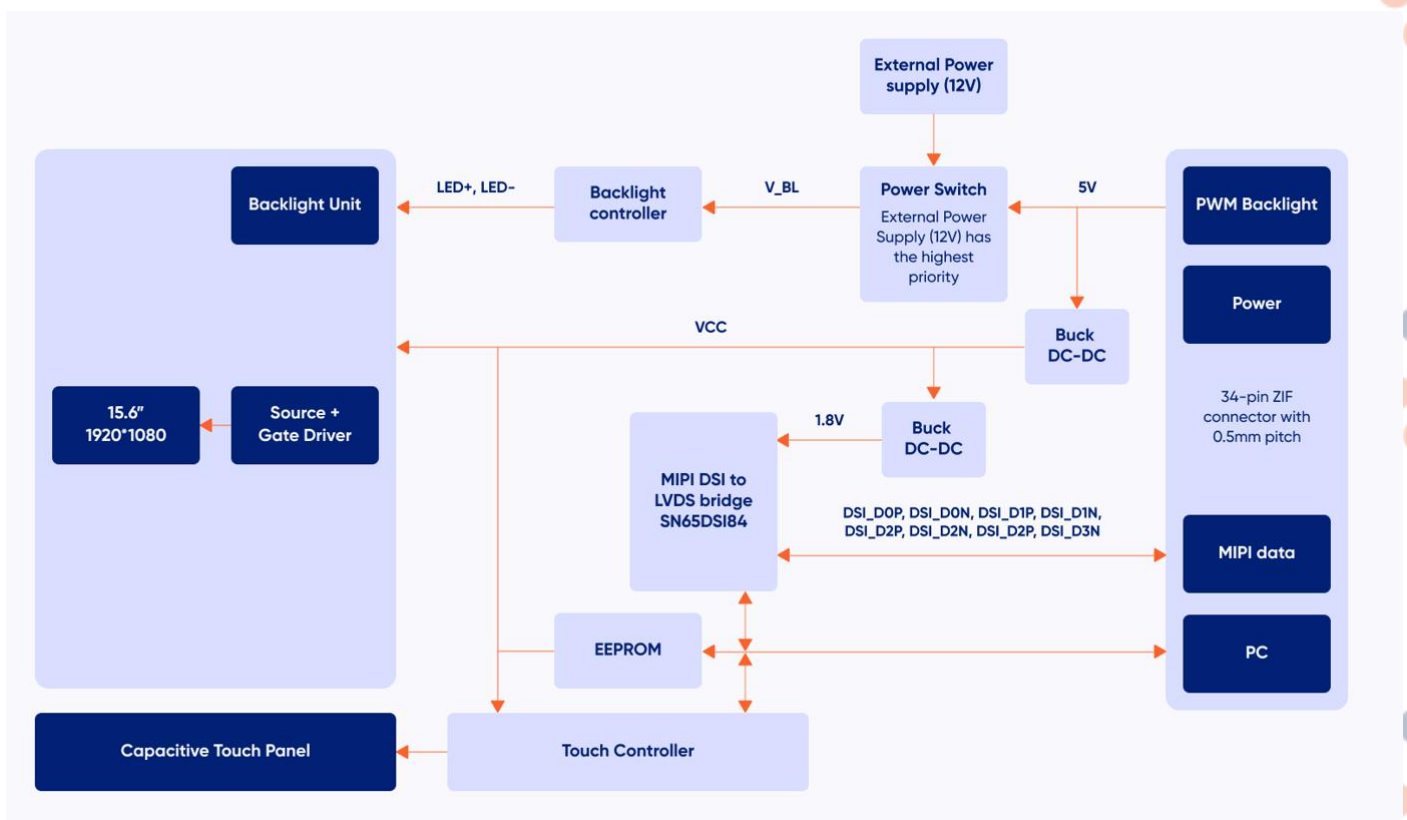 External Power
supply (12V)
Backlight Unit
LED+, LED-
Backlight
controller
V_BL
Power Switch
External Power
Supply (12V) has
the highest
priority
5V
PWM Backlight
Power
VCC
Buck
DC-DC
15.6”
1920*1080
Source +
Gate Driver
34-pin ZIF
connector with
0.5mm pitch
1.8V
Buck
DC-DC
MIPI DSI to
LVDS bridge
SN65DSI84
DSI_D0P, DSI_D0N, DSI_D1P, DSI_D1N,
DSI_D2P, DSI_D2N, DSI_D2P, DSI_D3N
MIPI data
EEPROM
PC
Capacitive Touch Panel
Touch Controller